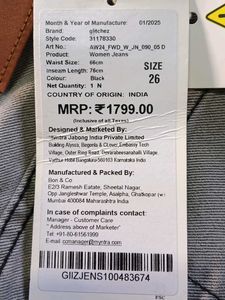 Month & Year of Manufacture: 01/2025
Brand: glitchez
Style: 31178330
Art No.: AW24_FWD_W_JN_090_05 D
Item: Women Jeans
Waist Size: 66cm
Inseam Length: 76cm
Colour: Black
Net Quantity: 1 N
SIZE
26
COUNTRY OF ORIGIN: INDIA
MRP: ₹1799.00
(Inclusive of all Taxes)
Designed & Marketed By:
Myntra Jabong India Private Limited
Building Alyssa, Begonia & Clover, Embassy Tech
Village, Outer Ring Road, Devarabeesanahalli Village,
Varthur Hobli Bangalore-560103 Karnataka India
Manufactured & Packed By:
Bon & Co
E2/3 Ramesh Estate, Sheetal Nagar,
Opp Jangleshwar Temple, Asalpha, Ghatkopar (w)
Mumbai 400084 Maharashtra India
In case of complaints contact:
Manager - Customer Care
" Address above of Marketer"
Tel: +91-80-61561999
E: ccmanager@myntra.com
GIIZJENS100483674
FSC